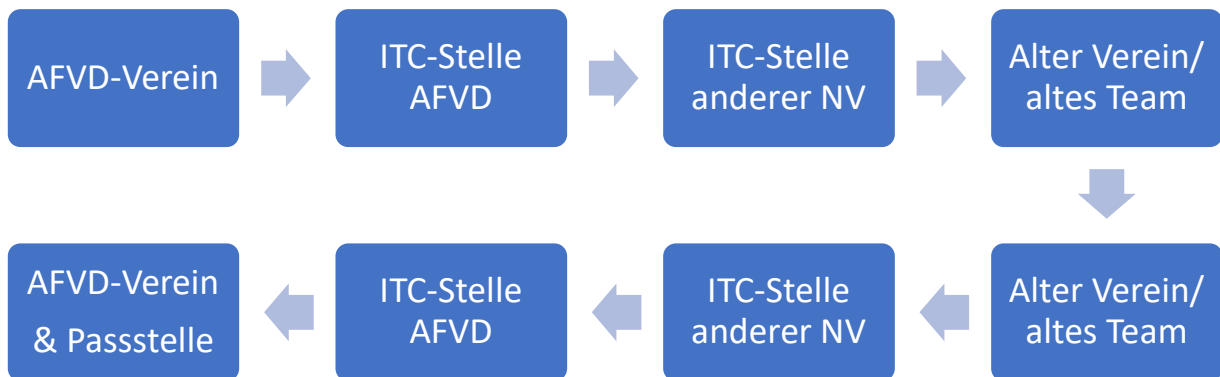 AFVD-Verein
ITC-Stelle
AFVD
ITC-Stelle
anderer NV
Alter Verein/
altes Team
AFVD-Verein
& Passstelle
ITC-Stelle
AFVD
ITC-Stelle
anderer NV
Alter Verein/
altes Team